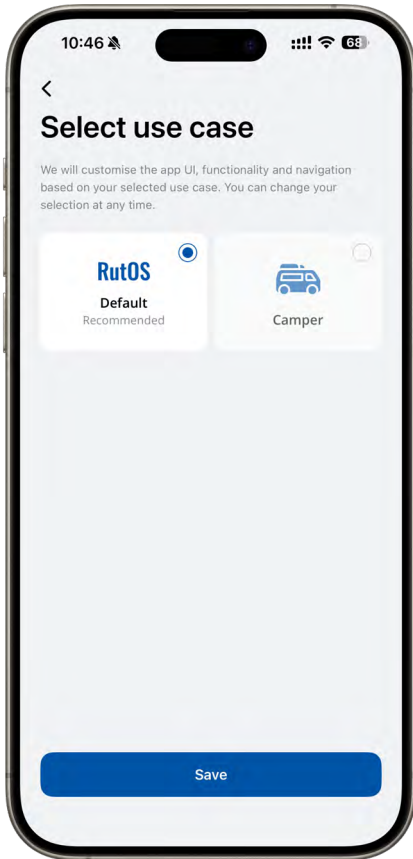 10:46
68
Select use case
We will customise the app UI, functionality and navigation
based on your selected use case. You can change your
selection at any time.
RutOS
Default
Recommended
Camper
Save